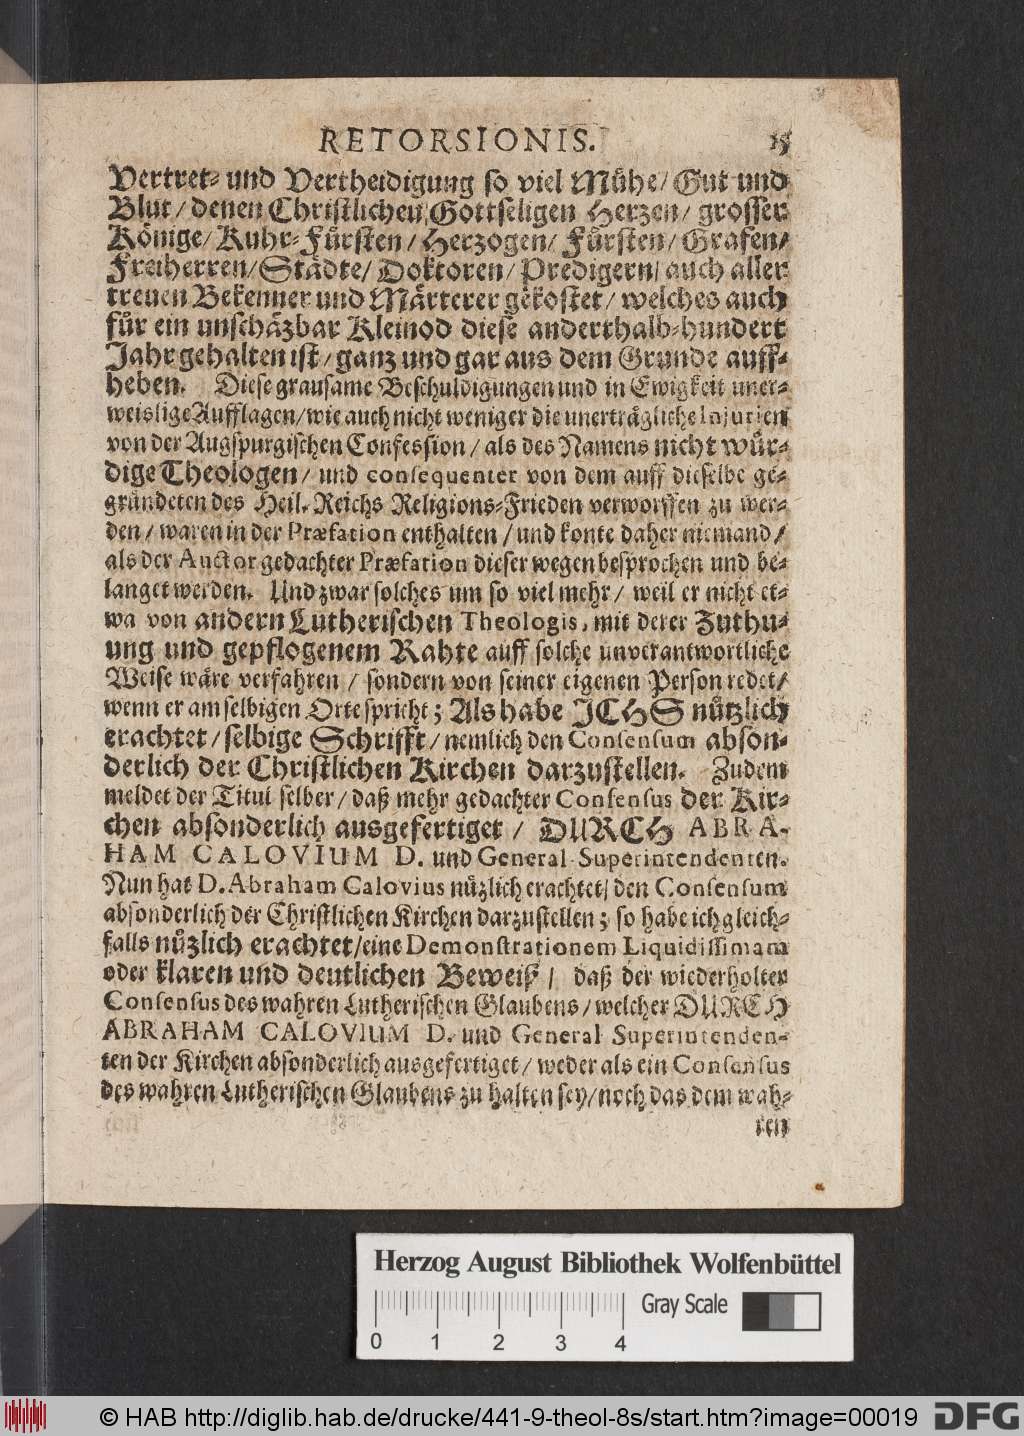 RETORSIONIS. 15
Vertret- und Vertheidigung so viel Mühe/ Gut und
Blut/ denen Christlichen Gottseligen Herzen/ grosser
Könige/ Kuhr-Fürsten/ Herzogen/ Fürsten/ Grafen/
Freiherren/ Städte/ Doktoren/ Predigern/ auch aller
treuen Bekenner und Märterer gekostet/ welches auch
für ein unschäzbar Kleinod diese anderthalb-hundert
Jahr gehalten ist/ ganz und gar aus dem Grunde auff-
heben. Diese grausame Beschuldigungen und in Ewigkeit uner-
weislige Aufflagen/ wie auch nicht weniger die unerträgliche Injurien
von der Augspurgischen Confession/ als des Namens nicht wür-
dige Theologen/ und consequenter von dem auff dieselbe ge-
gründeten des Heil. Reichs Religions-Frieden verworffen zu wer-
den/ waren in der Præfation enthalten/ und konte daher niemand/
als der Auctor gedachter Præfation dieser wegen besprochen und be-
langet werden. Und zwar solches um so viel mehr/ weil er nicht et-
wa von andern Lutherischen Theologis, mit derer Zuthu-
ung und gepflogenem Rahte auff solche unverantwortliche
Weise wäre verfahren/ sondern von seiner eigenen Person redet/
wenn er am selbigen Orte spricht; Als habe ICHS nützlich
erachtet/ selbige Schrifft/ nemlich den Consensum abson-
derlich der Christlichen Kirchen darzustellen. Zudem
meldet der Titul selber/ daß mehr gedachter Consensus der Kir-
chen absonderlich ausgefertiget/ DURCH ABRA-
HAM CALOVIUM D. und General-Superintendenten.
Nun hat D. Abraham Calovius nüzlich erachtet/ den Consensum
absonderlich der Christlichen Kirchen darzustellen; so habe ich gleich-
falls nüzlich erachtet/ eine Demonstrationem Liquidissimam
oder klaren und deutlichen Beweiß/ daß der wiederholter
Consensus des wahren Lutherischen Glaubens/ welcher DURCH
ABRAHAM CALOVIUM D. und General Superintenden-
ten der Kirchen absonderlich ausgefertiget/ weder als ein Consensus
des wahren Lutherischen Glaubens zu halten sey/ noch das dem wah-
ren
Herzog August Bibliothek Wolfenbüttel
Gray Scale
0 1 2 3 4
© HAB http://diglib.hab.de/drucke/441-9-theol-8s/start.htm?image=00019 DFG